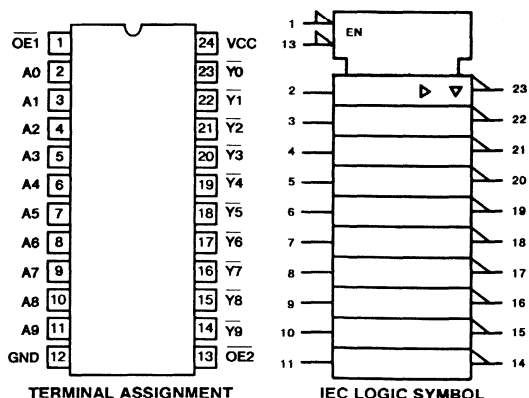 OE1 1 24 VCC
A0 2 23 Y0
A1 3 22 Y1
A2 4 21 Y2
A3 5 20 Y3
A4 6 19 Y4
A5 7 18 Y5
A6 8 17 Y6
A7 9 16 Y7
A8 10 15 Y8
A9 11 14 Y9
GND 12 13 OE2
TERMINAL ASSIGNMENT
1
13
EN
2 23
3 22
4 21
5 20
6 19
7 18
8 17
9 16
10 15
11 14
IEC LOGIC SYMBOL